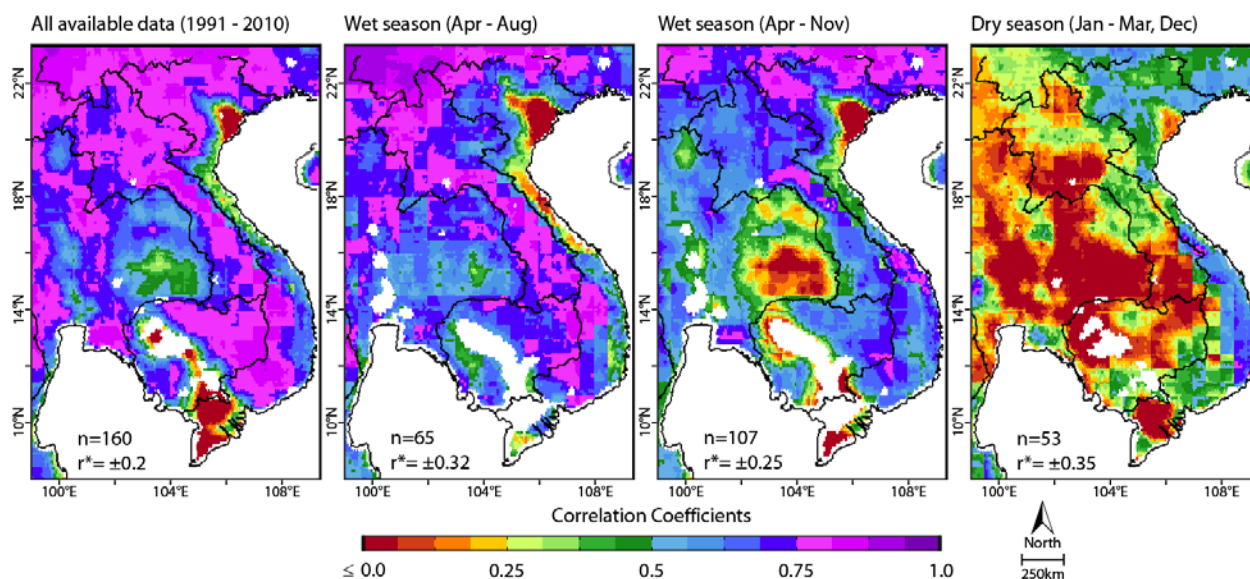 All available data (1991 - 2010)
Wet season (Apr - Aug)
Wet season (Apr - Nov)
Dry season (Jan - Mar, Dec)
22°N
18°N
14°N
10°N
22°N
18°N
14°N
10°N
22°N
18°N
14°N
10°N
22°N
18°N
14°N
10°N
n=160
r*= ±0.2
n=65
r*= ±0.32
n=107
r*= ±0.25
n=53
r*= ±0.35
100°E 104°E 108°E
100°E 104°E 108°E
100°E 104°E 108°E
100°E 104°E 108°E
Correlation Coefficients
≤ 0.0 0.25 0.5 0.75 1.0
North
250km